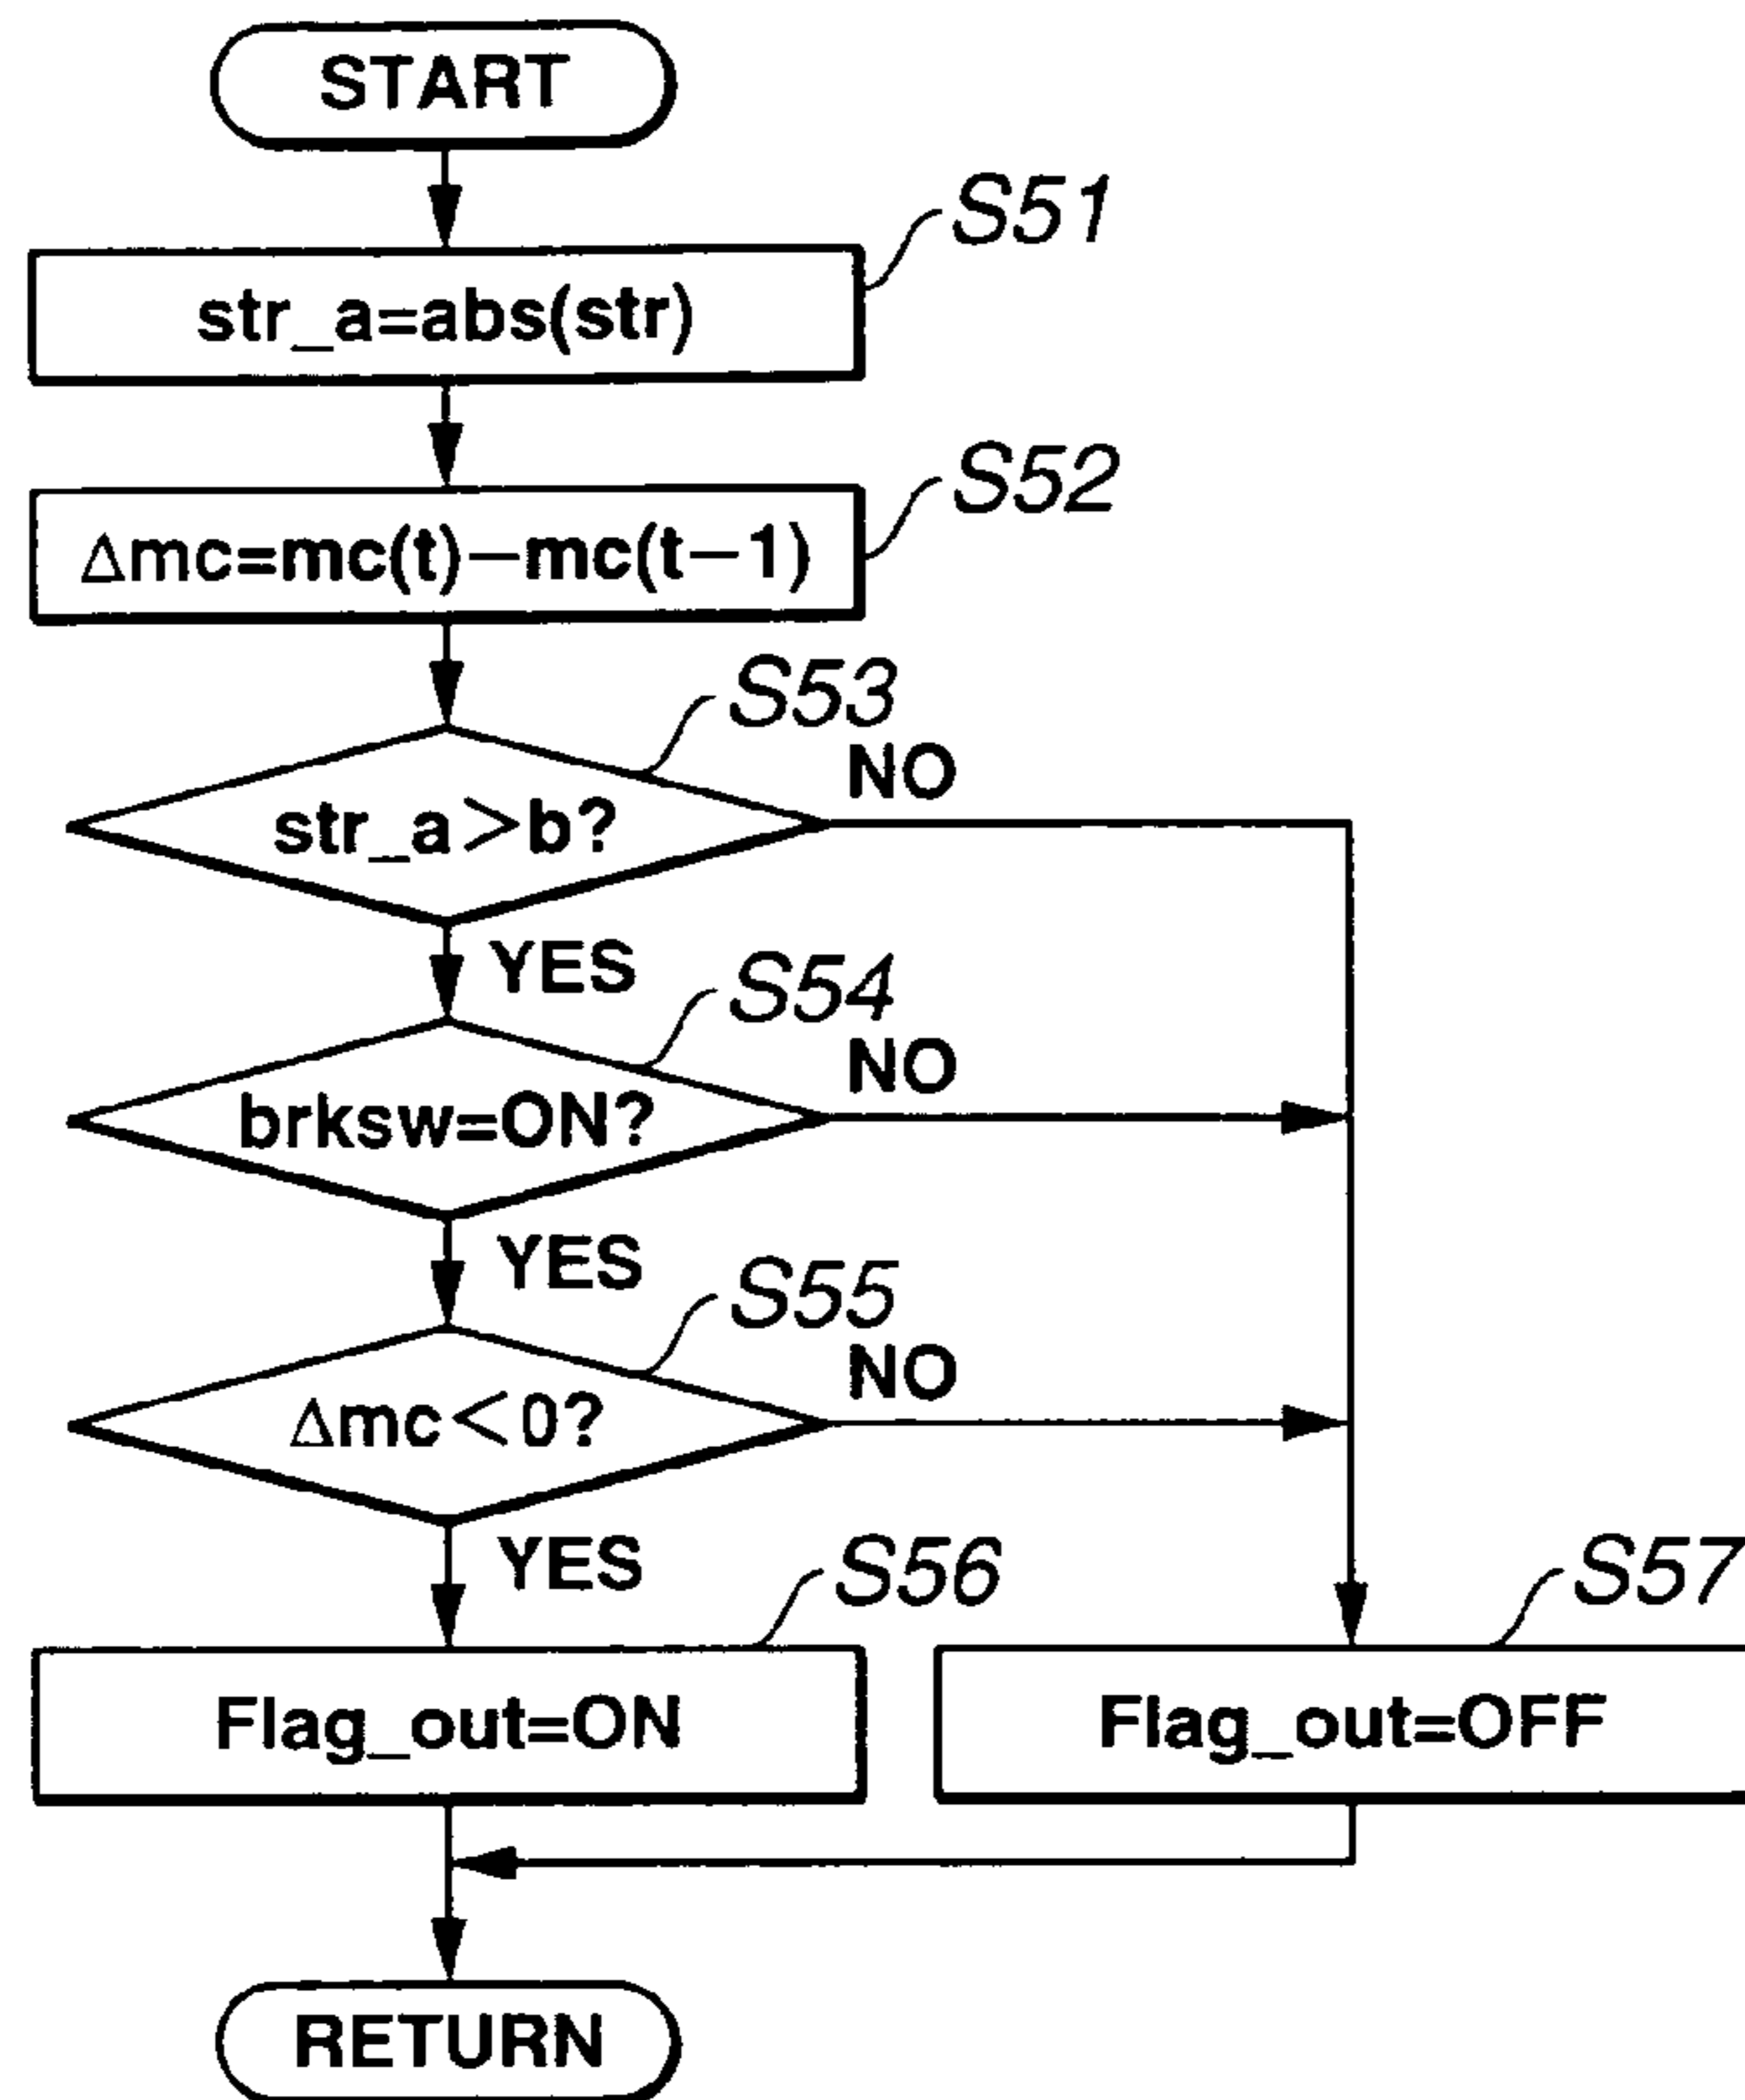 START
S51
str_a=abs(str)
S52
Δmc=mc(t)−mc(t−1)
S53
NO
str_a>b?
YES
S54
NO
brksw=ON?
YES
S55
NO
Δmc<0?
YES
S56
S57
Flag_out=ON
Flag_out=OFF
RETURN